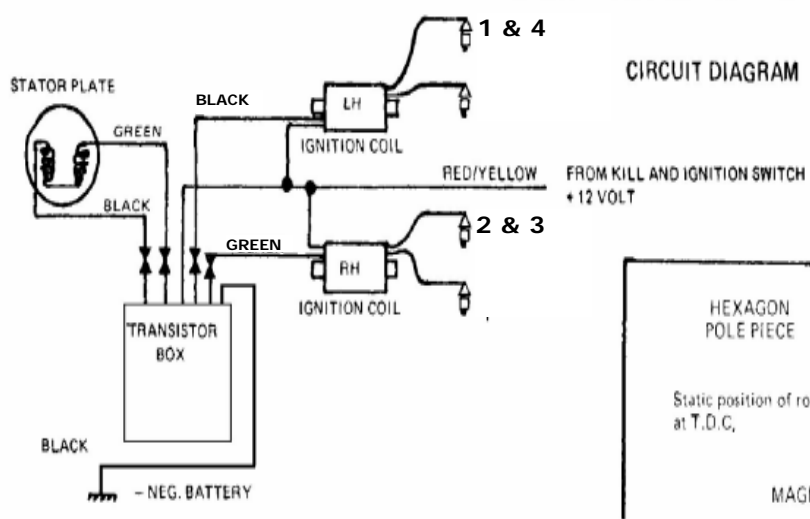 1 & 4
CIRCUIT DIAGRAM
STATOR PLATE
BLACK
LH
GREEN
IGNITION COIL
RED/YELLOW
FROM KILL AND IGNITION SWITCH
+ 12 VOLT
BLACK
2 & 3
GREEN
RH
IGNITION COIL
HEXAGON
POLE PIECE
TRANSISTOR
BOX
Static position of ro
at T.D.C,
BLACK
– NEG. BATTERY
MAG